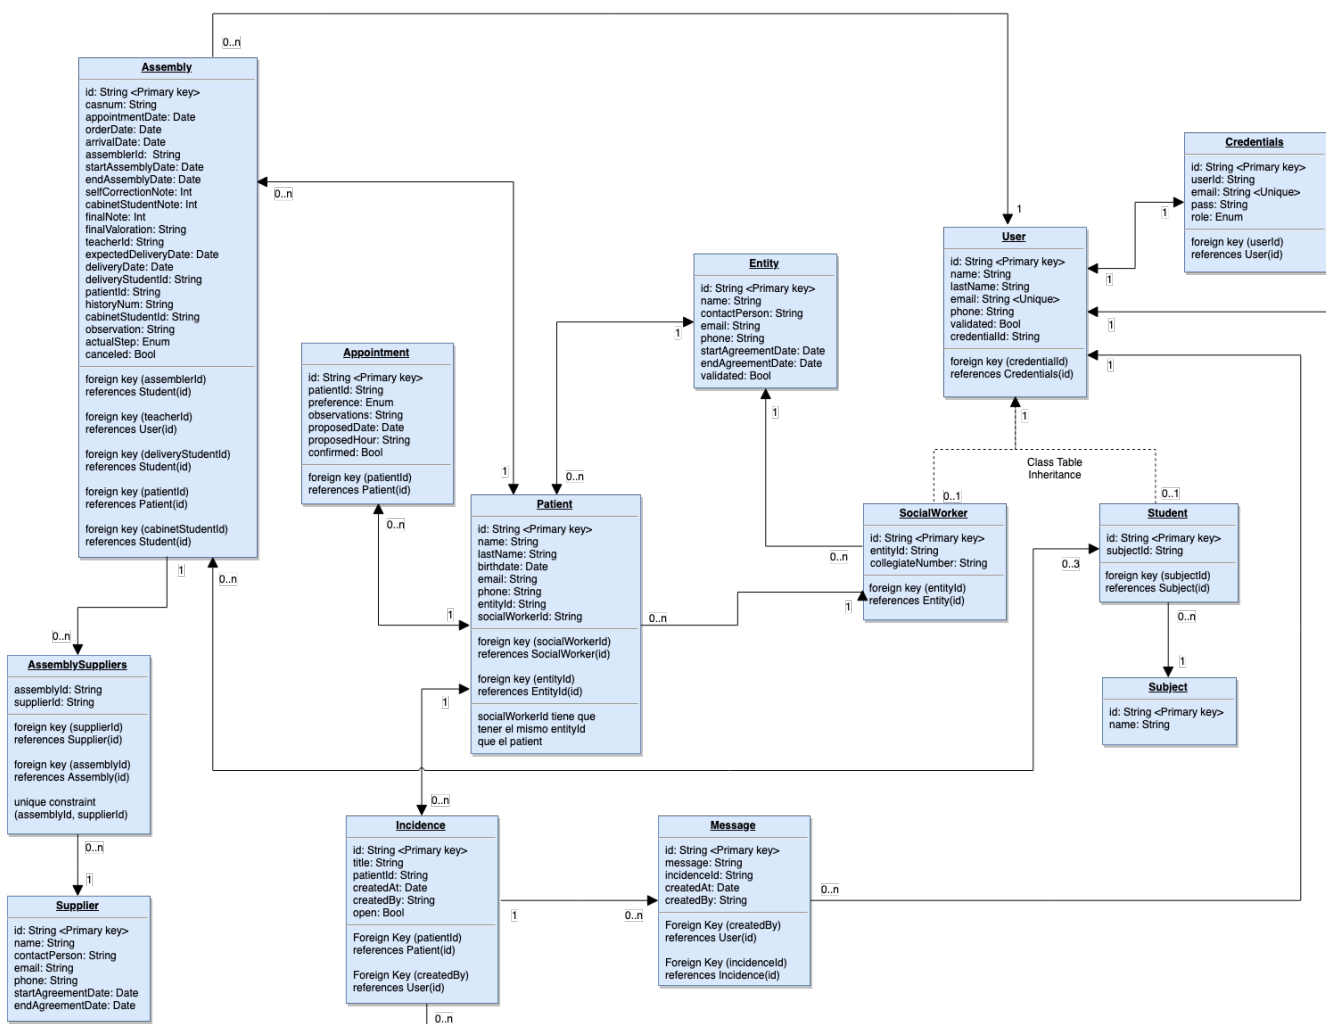 0..n
Assembly
id: String <Primary key>
casnum: String
appointmentDate: Date
orderDate: Date
arrivalDate: Date
assemblerId:  String
startAssemblyDate: Date
endAssemblyDate: Date
selfCorrectionNote: Int
cabinetStudentNote: Int
finalNote: Int
finalValoration: String
teacherId: String
expectedDeliveryDate: Date
deliveryDate: Date
deliveryStudentId: String
patientId: String
historyNum: String
cabinetStudentId: String
observation: String
actualStep: Enum
canceled: Bool
foreign key (assemblerId)
references Student(id)
foreign key (teacherId)
references User(id)
foreign key (deliveryStudentId)
references Student(id)
foreign key (patientId)
references Patient(id)
foreign key (cabinetStudentId)
references Student(id)
0..n
1
Credentials
id: String <Primary key>
userId: String
email: String <Unique>
pass: String
role: Enum
foreign key (userId)
references User(id)
1
1
User
id: String <Primary key>
name: String
lastName: String
email: String <Unique>
phone: String
validated: Bool
credentialId: String
foreign key (credentialId)
references Credentials(id)
1
1
1
Entity
id: String <Primary key>
name: String
contactPerson: String
email: String
phone: String
startAgreementDate: Date
endAgreementDate: Date
validated: Bool
1
1
Appointment
id: String <Primary key>
patientId: String
preference: Enum
observations: String
proposedDate: Date
proposedHour: String
confirmed: Bool
foreign key (patientId)
references Patient(id)
0..n
1
0..n
Patient
id: String <Primary key>
name: String
lastName: String
birthdate: Date
email: String
phone: String
entityId: String
socialWorkerId: String
foreign key (socialWorkerId)
references SocialWorker(id)
foreign key (entityId)
references EntityId(id)
socialWorkerId tiene que
tener el mismo entityId
que el patient
1
1
0..n
Class Table
Inheritance
0..1
0..1
SocialWorker
id: String <Primary key>
entityId: String
collegiateNumber: String
foreign key (entityId)
references Entity(id)
0..n
1
Student
id: String <Primary key>
subjectId: String
foreign key (subjectId)
references Subject(id)
0..3
0..n
1
Subject
id: String <Primary key>
name: String
1
0..n
0..n
AssemblySuppliers
assemblyId: String
supplierId: String
foreign key (supplierId)
references Supplier(id)
foreign key (assemblyId)
references Assembly(id)
unique constraint
(assemblyId, supplierId)
0..n
1
Supplier
id: String <Primary key>
name: String
contactPerson: String
email: String
phone: String
startAgreementDate: Date
endAgreementDate: Date
0..n
Incidence
id: String <Primary key>
title: String
patientId: String
createdAt: Date
createdBy: String
open: Bool
Foreign Key (patientId)
references Patient(id)
Foreign Key (createdBy)
references User(id)
0..n
1
0..n
Message
id: String <Primary key>
message: String
incidenceId: String
createdAt: Date
createdBy: String
Foreign Key (createdBy)
references User(id)
Foreign Key (incidenceId)
references Incidence(id)
0..n